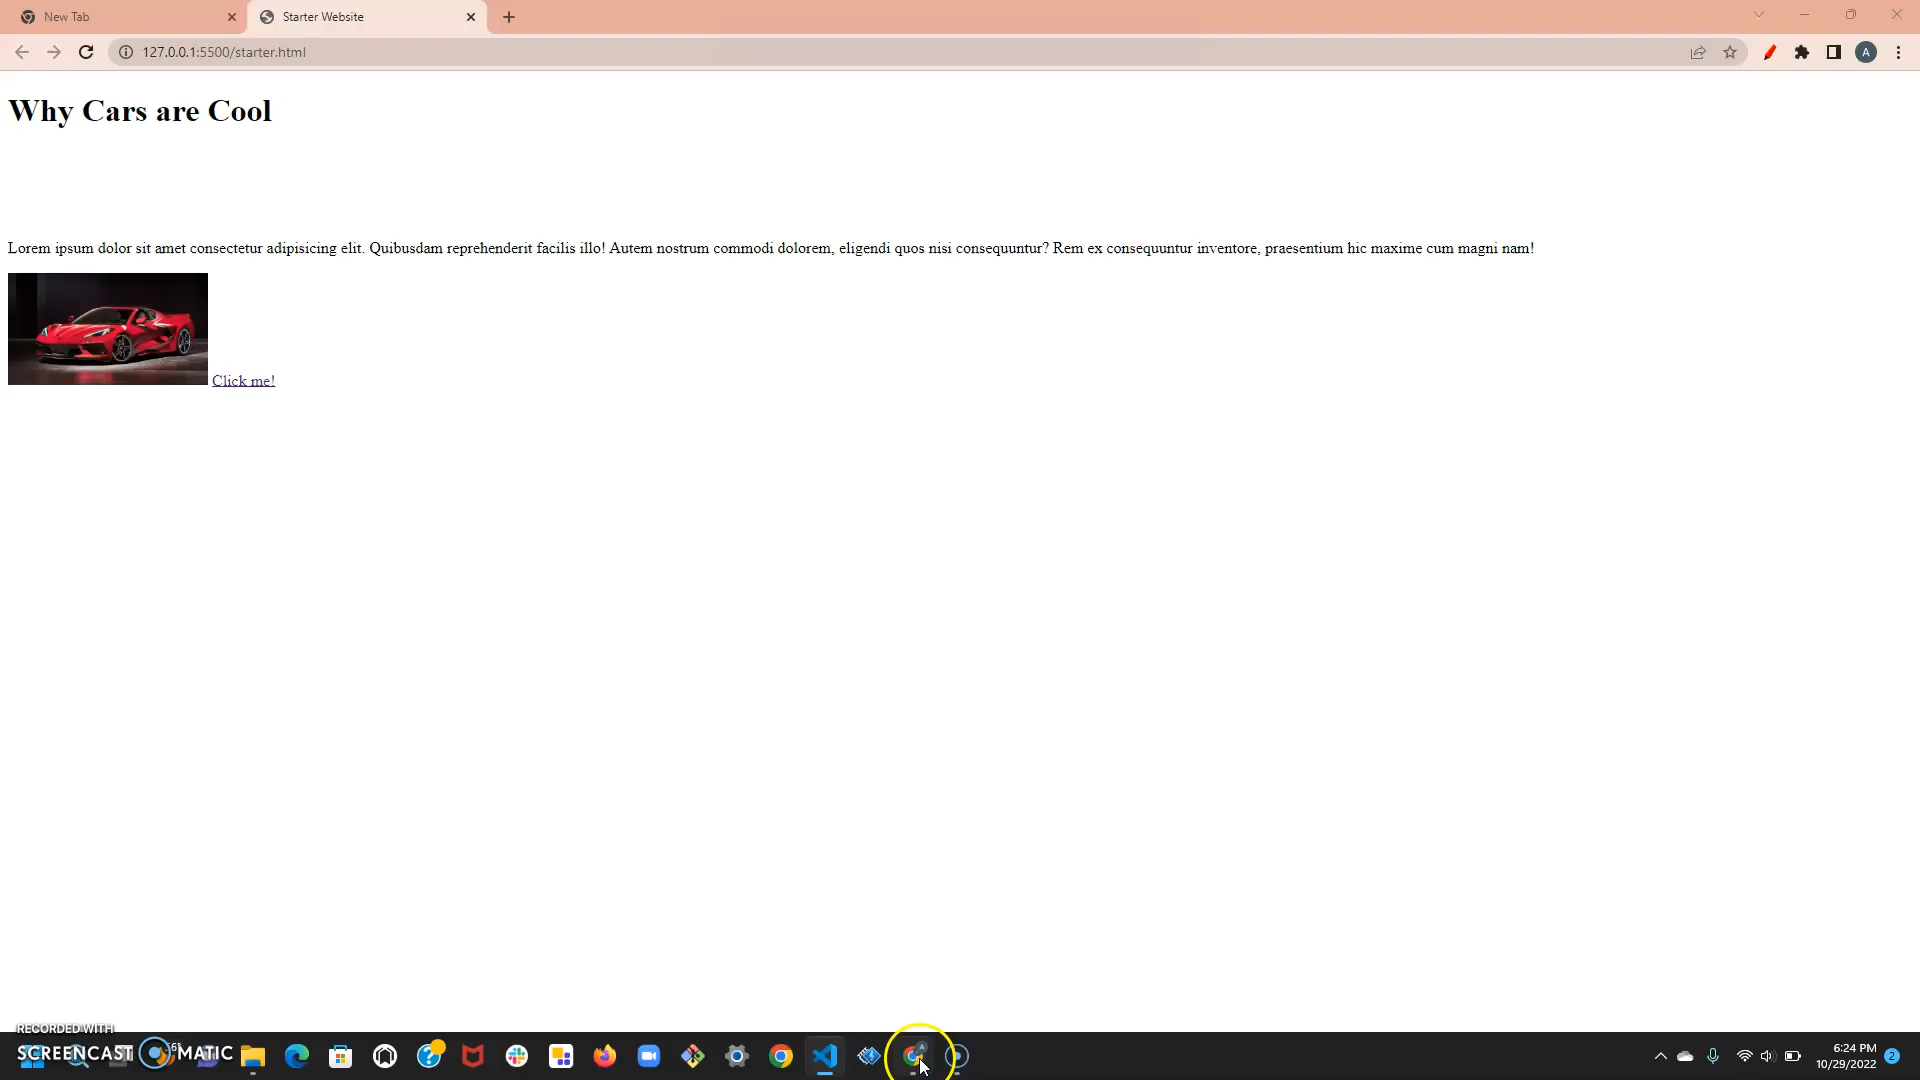 New Tab
Starter Website
127.0.0.1:5500/starter.html
A
Why Cars are Cool
Lorem ipsum dolor sit amet consectetur adipisicing elit. Quibusdam reprehenderit facilis illo! Autem nostrum commodi dolorem, eligendi quos nisi consequuntur? Rem ex consequuntur inventore, praesentium hic maxime cum magni nam!
Click me!
RECORDED WITH
SCREENCAST MATIC
6:24 PM
10/29/2022
2